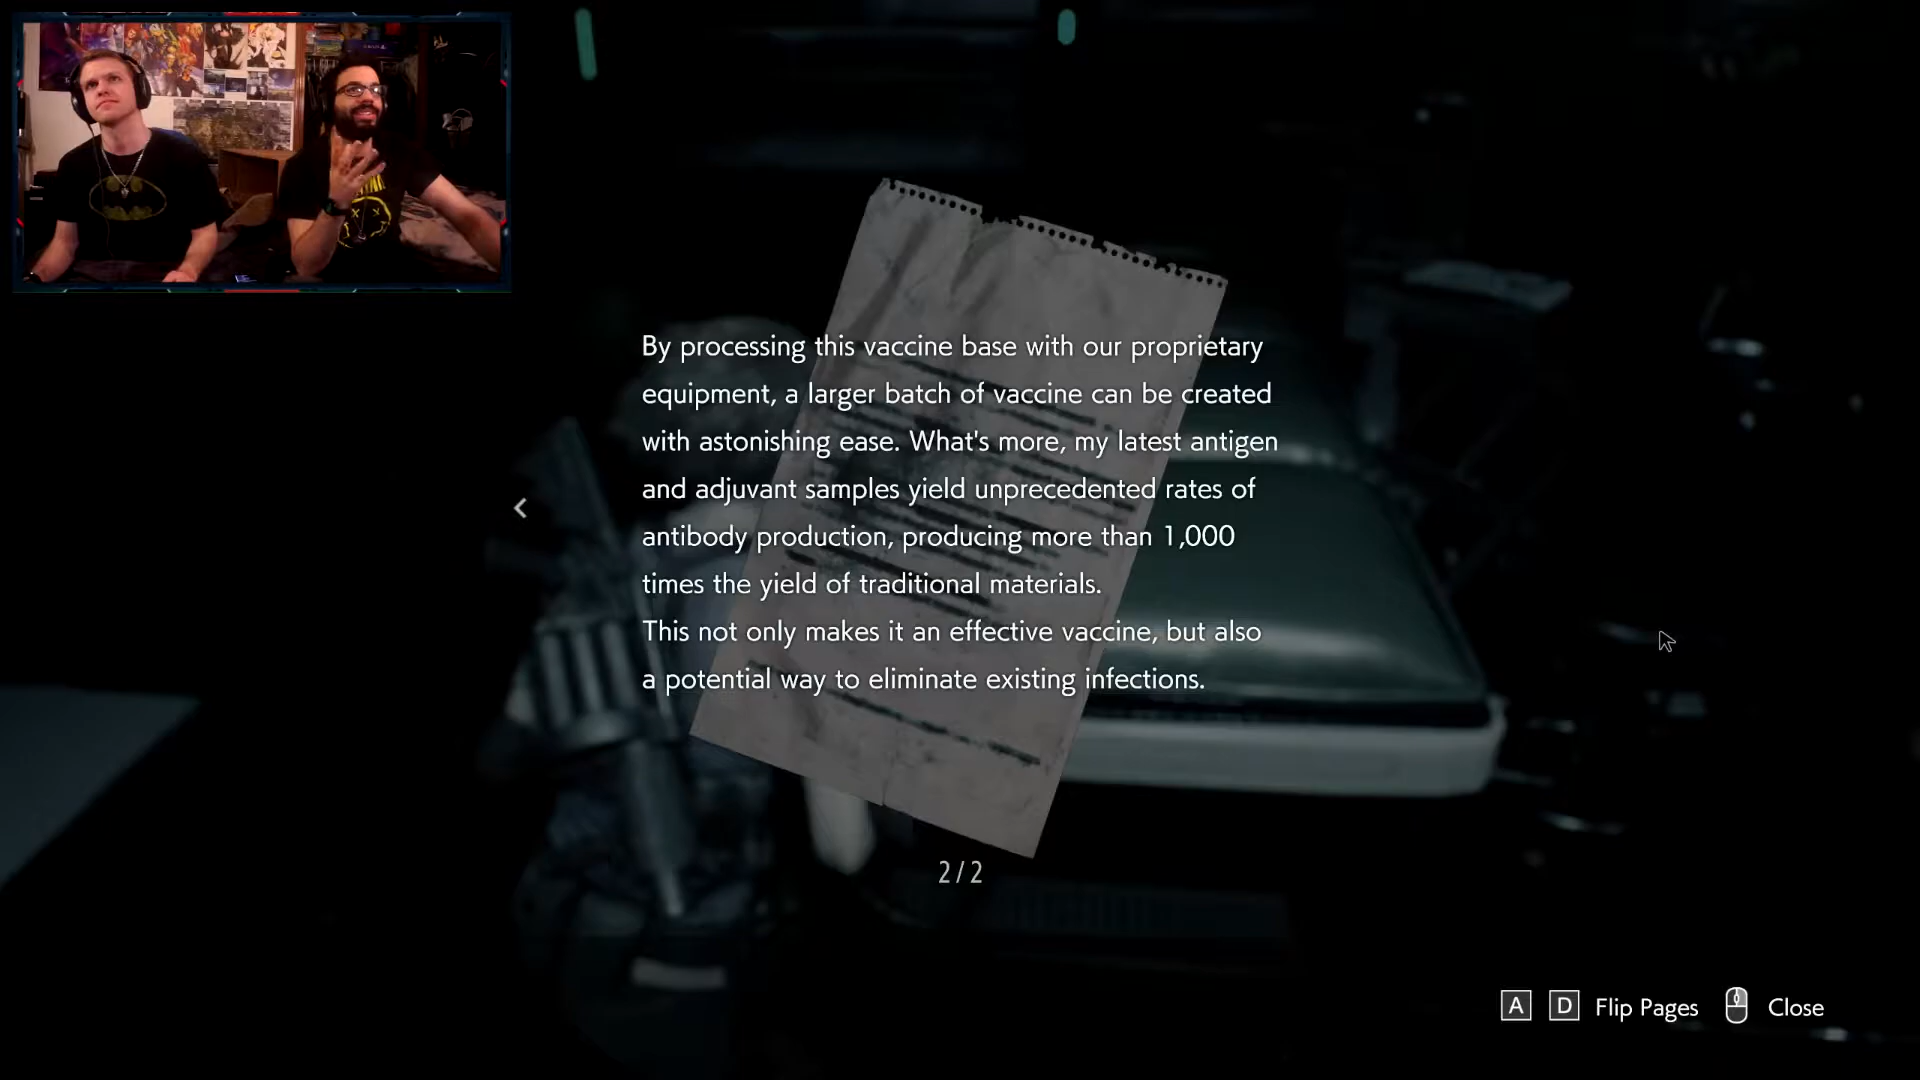 By processing this vaccine base with our proprietary
equipment, a larger batch of vaccine can be created
with astonishing ease. What's more, my latest antigen
and adjuvant samples yield unprecedented rates of
antibody production, producing more than 1,000
times the yield of traditional materials.
This not only makes it an effective vaccine, but also
a potential way to eliminate existing infections.
2/2
A D Flip Pages Close